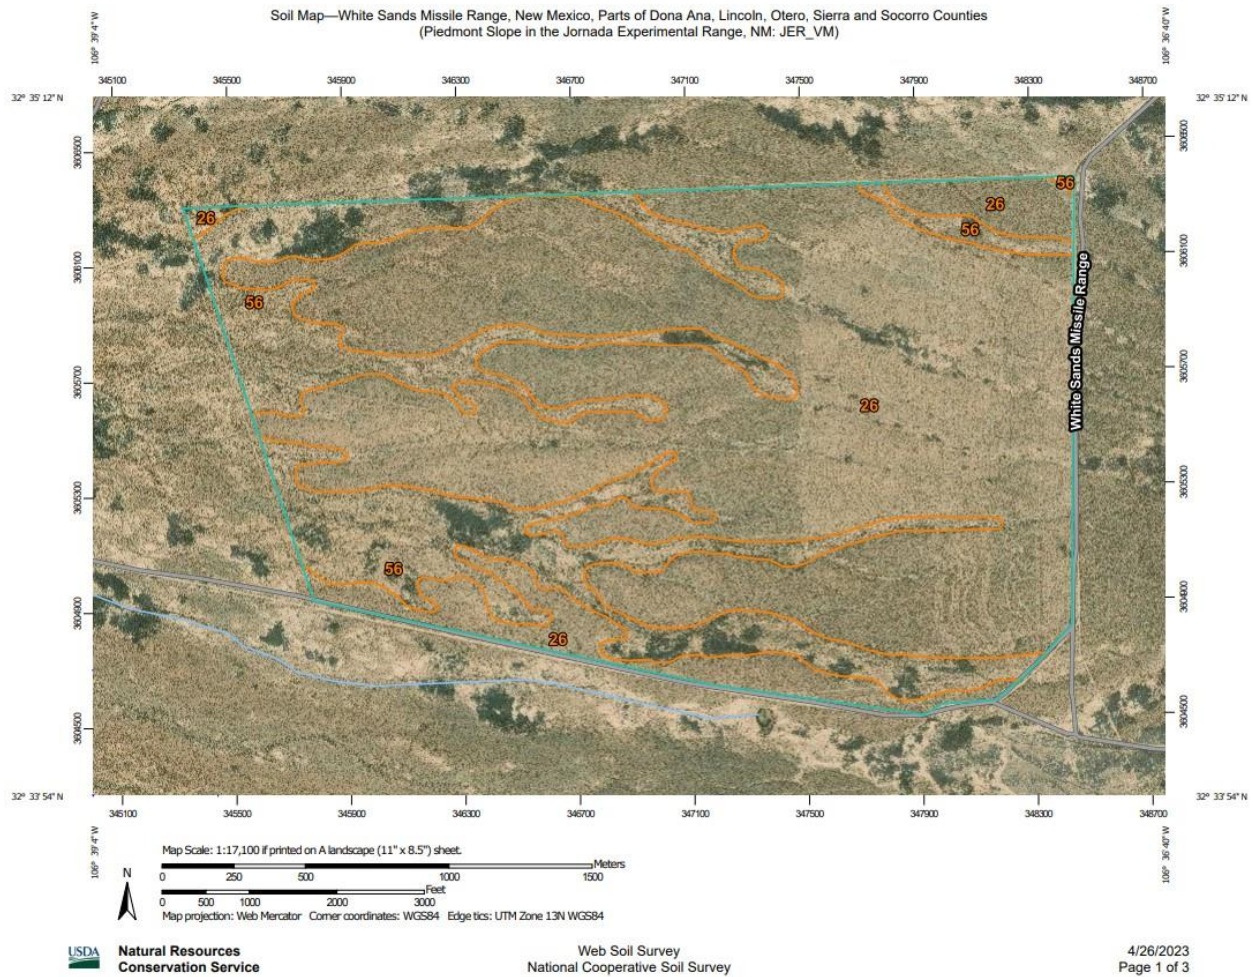 Soil Map—White Sands Missile Range, New Mexico, Parts of Dona Ana, Lincoln, Otero, Sierra and Socorro Counties
(Piedmont Slope in the Jornada Experimental Range, NM: JER_VM)
106° 39' 4'' W
106° 36' 40'' W
345100 345500 345900 346300 346700 347100 347500 347900 348300 348700
32° 35' 12'' N
32° 35' 12'' N
3606500
3606500
56
26
26
56
3606100
3606100
56
White Sands Missile Range
3605700
3605700
26
3605300
3605300
56
3604900
3604900
26
3604500
3604500
32° 33' 54'' N
32° 33' 54'' N
345100 345500 345900 346300 346700 347100 347500 347900 348300 348700
106° 39' 4'' W
106° 36' 40'' W
Map Scale: 1:17,100 if printed on A landscape (11" x 8.5") sheet.
Meters
0 250 500 1000 1500
Feet
0 500 1000 2000 3000
N
Map projection: Web Mercator Corner coordinates: WGS84 Edge tics: UTM Zone 13N WGS84
USDA
Natural Resources
Conservation Service
Web Soil Survey
National Cooperative Soil Survey
4/26/2023
Page 1 of 3